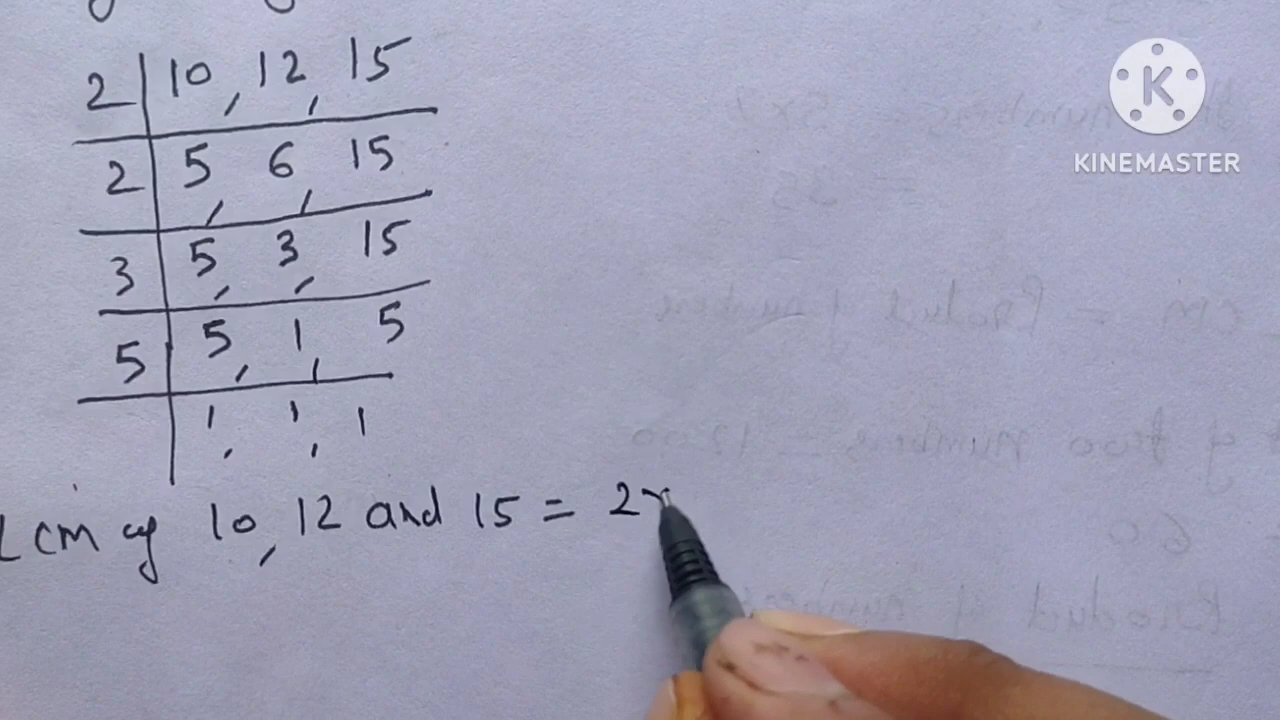 2 10, 12, 15
2 5, 6, 15
3 5, 3, 15
5 5, 1, 5
1, 1, 1
LCM of 10, 12 and 15 = 2×
KINEMASTER